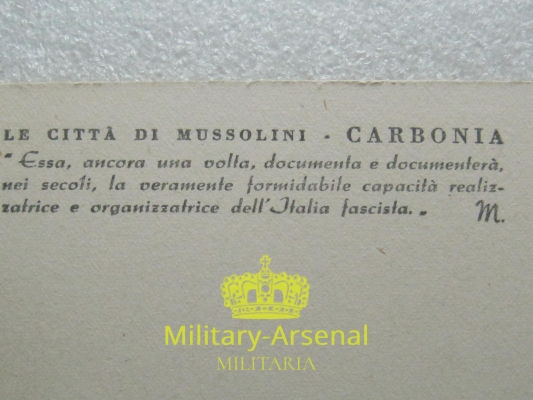 LE CITTÀ DI MUSSOLINI - CARBONIA
" Essa, ancora una volta, documenta e documenterà,
nei secoli, la veramente formidabile capacità realiz-
zatrice e organizzatrice dell'Italia fascista. „ M.
Military-Arsenal
MILITARIA